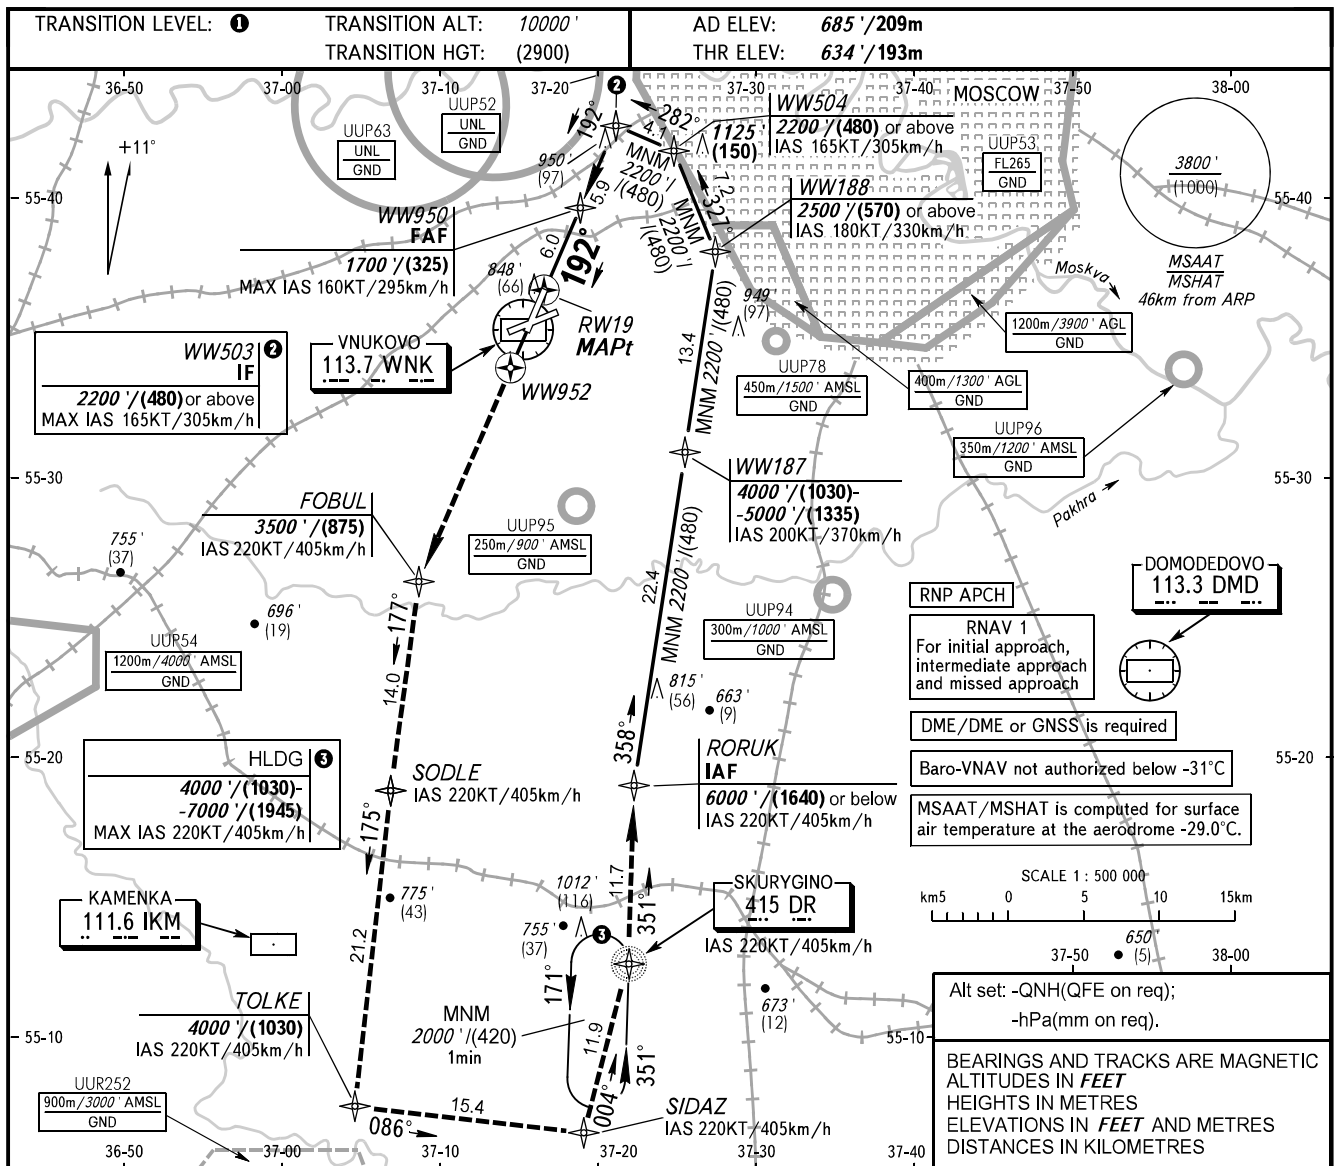 TRANSITION LEVEL: ❶
TRANSITION ALT: 10000 '
TRANSITION HGT: (2900)
AD ELEV: 685 '/209m
THR ELEV: 634 '/193m
36-50
37-00
37-10
37-20
37-30
37-40
37-50
38-00
+11°
UUP63
UNL
GND
UUP52
UNL
GND
❷
192°
282°
4.1
1125 '
(150)
WW504
2200 '/(480) or above
IAS 165KT/305km/h
MOSCOW
UUP53
FL265
GND
3800 '
(1000)
MSAAT
MSHAT
46km from ARP
950 '
(97)
5.9
MNM
2200 '/
/(480)
7.2
327°
MNM
2200 '/
/(480)
WW188
2500 '/(570) or above
IAS 180KT/330km/h
55-40
55-40
WW950
FAF
1700 '/(325)
MAX IAS 160KT/295km/h
6.0
192°
848 '
(66)
RW19
MAPt
Moskva
1200m/3900 ' AGL
GND
WW503 ❷
IF
2200 '/(480) or above
MAX IAS 165KT/305km/h
VNUKOVO
113.7 WNK
WW952
949 '
(97)
13.4
MNM 2200 '/(480)
UUP78
450m/1500 ' AMSL
GND
400m/1300 ' AGL
GND
UUP96
350m/1200 ' AMSL
GND
55-30
55-30
WW187
4000 '/(1030)-
-5000 '/(1335)
IAS 200KT/370km/h
FOBUL
3500 '/(875)
IAS 220KT/405km/h
UUP95
250m/900 ' AMSL
GND
Pakhra
755 '
(37)
696 '
(19)
177°
14.0
22.4
MNM 2200 '/(480)
UUP94
300m/1000 ' AMSL
GND
DOMODEDOVO
113.3 DMD
RNP APCH
RNAV 1
For initial approach,
intermediate approach
and missed approach
UUR54
1200m/4000 ' AMSL
GND
815 '
(56)
663 '
(9)
DME/DME or GNSS is required
358°
RORUK
IAF
6000 '/(1640) or below
IAS 220KT/405km/h
55-20
55-20
HLDG ❸
4000 '/(1030)-
-7000 '/(1945)
MAX IAS 220KT/405km/h
SODLE
IAS 220KT/405km/h
Baro-VNAV not authorized below -31°C
MSAAT/MSHAT is computed for surface
air temperature at the aerodrome -29.0°C.
175°
775 '
(43)
1012 '
(116)
755 '
(37)
❸
11.7
351°
SKURYGINO
415 DR
IAS 220KT/405km/h
SCALE 1 : 500 000
km5
0
5
10
15km
KAMENKA
111.6 IKM
21.2
171°
673 '
(12)
650 '
(5)
37-50
38-00
TOLKE
4000 '/(1030)
IAS 220KT/405km/h
MNM
2000 '/(420)
1min
11.9
351°
004°
55-10
55-10
Alt set: -QNH(QFE on req);
-hPa(mm on req).
BEARINGS AND TRACKS ARE MAGNETIC
ALTITUDES IN FEET
HEIGHTS IN METRES
ELEVATIONS IN FEET AND METRES
DISTANCES IN KILOMETRES
UUR252
900m/3000 ' AMSL
GND
15.4
086°
SIDAZ
IAS 220KT/405km/h
36-50
37-00
37-10
37-20
37-30
37-40